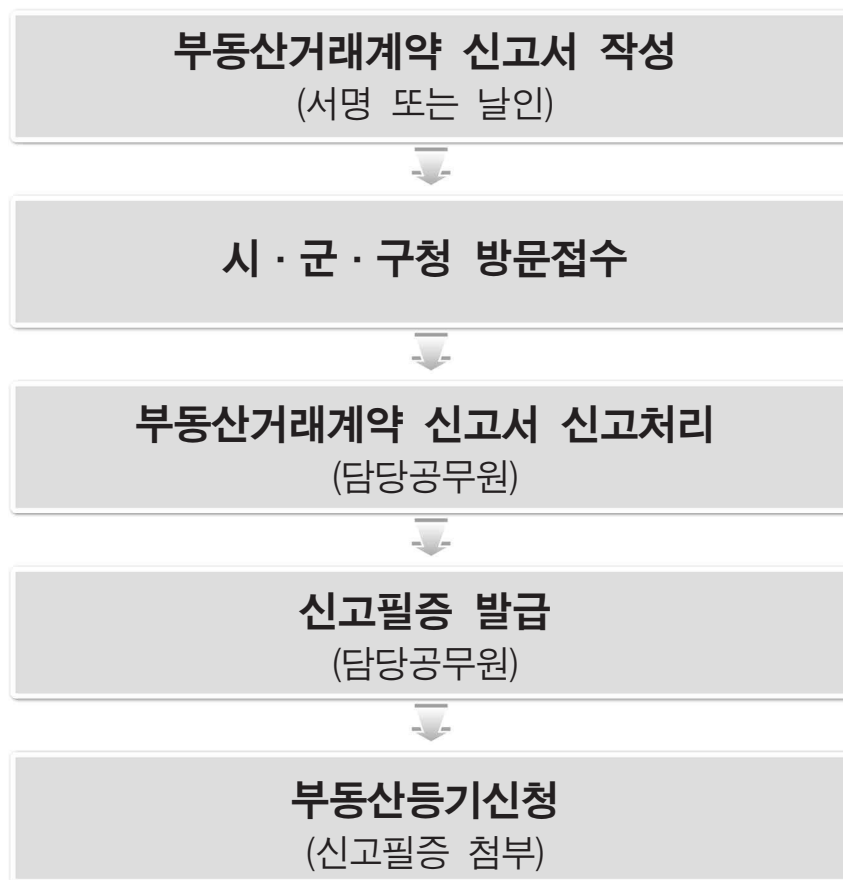 부동산거래계약 신고서 작성
(서명 또는 날인)
시 · 군 · 구청 방문접수
부동산거래계약 신고서 신고처리
(담당공무원)
신고필증 발급
(담당공무원)
부동산등기신청
(신고필증 첨부)